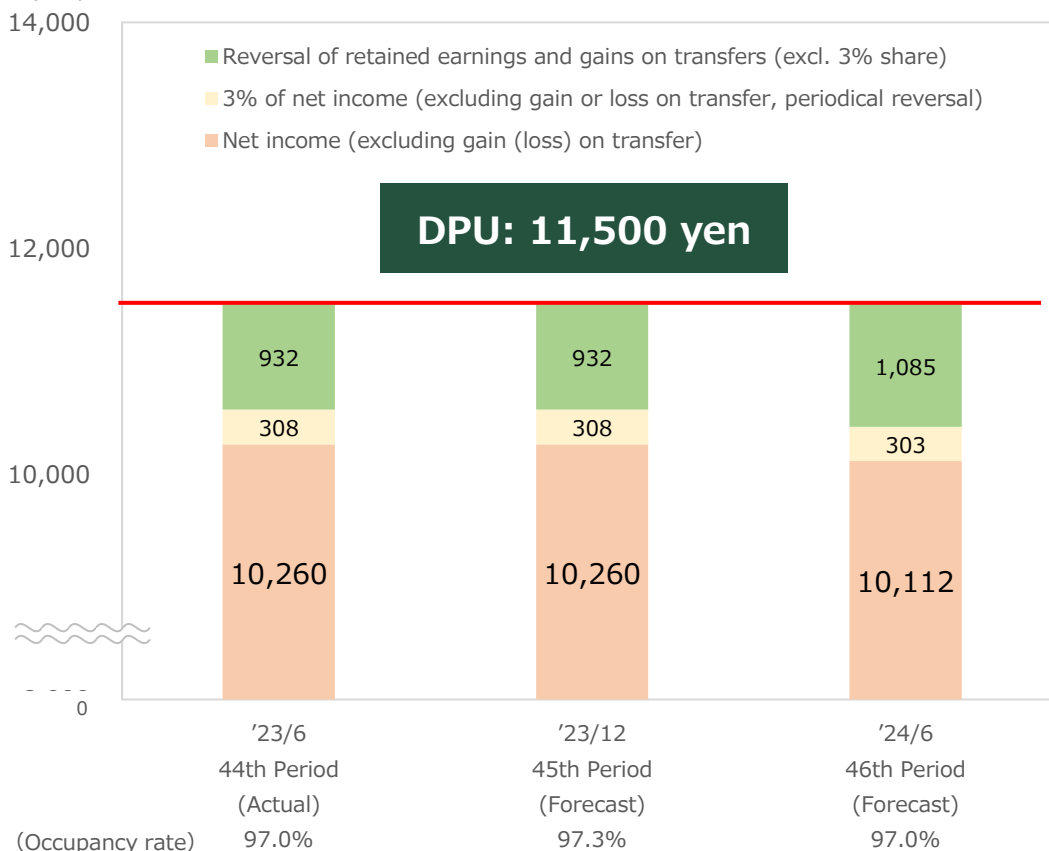 14,000
Reversal of retained earnings and gains on transfers (excl. 3% share)
3% of net income (excluding gain or loss on transfer, periodical reversal)
Net income (excluding gain (loss) on transfer)
DPU: 11,500 yen
12,000
932
932
1,085
308
308
303
10,000
10,260
10,260
10,112
0
'23/6
'23/12
'24/6
44th Period
45th Period
46th Period
(Actual)
(Forecast)
(Forecast)
(Occupancy rate)
97.0%
97.3%
97.0%